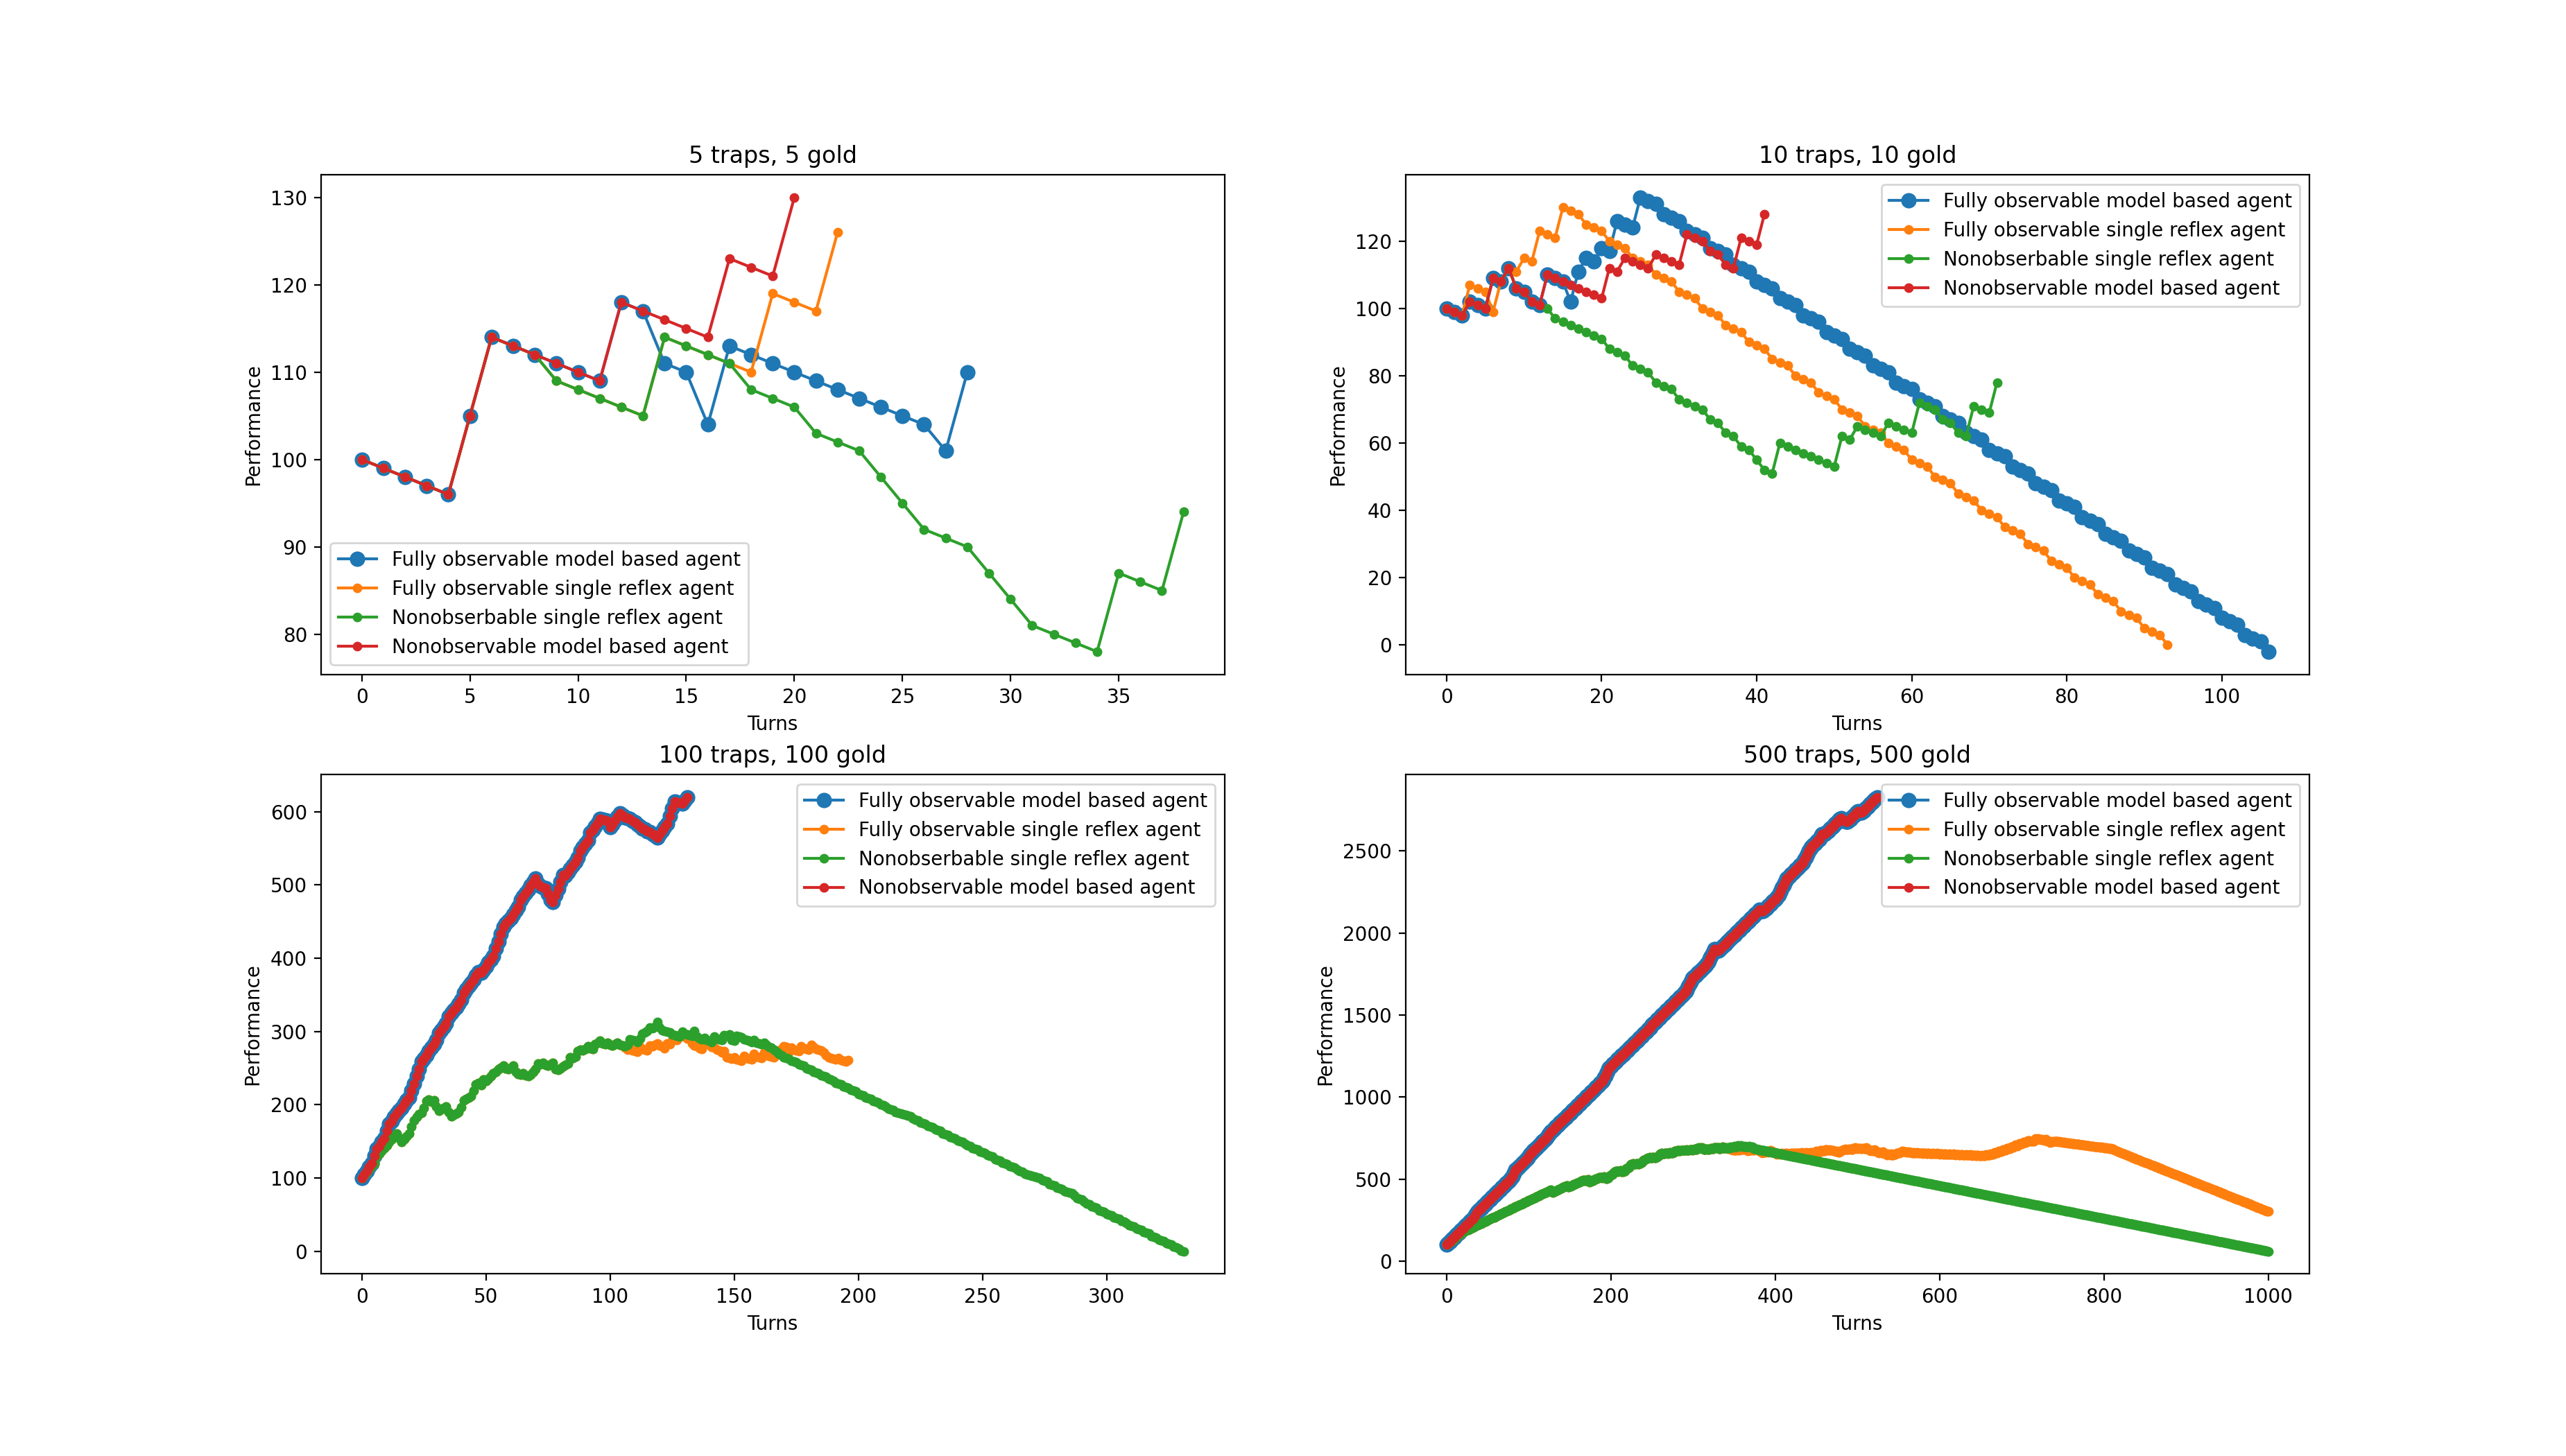 5 traps, 5 gold
130
120
110
100
90
80
Performance
Fully observable model based agent
Fully observable single reflex agent
Nonobserbable single reflex agent
Nonobservable model based agent
0 5 10 15 20 25 30 35
Turns
10 traps, 10 gold
120
100
80
60
40
20
0
Performance
Fully observable model based agent
Fully observable single reflex agent
Nonobserbable single reflex agent
Nonobservable model based agent
0 20 40 60 80 100
Turns
100 traps, 100 gold
600
500
400
300
200
100
0
Performance
Fully observable model based agent
Fully observable single reflex agent
Nonobserbable single reflex agent
Nonobservable model based agent
0 50 100 150 200 250 300
Turns
500 traps, 500 gold
2500
2000
1500
1000
500
0
Performance
Fully observable model based agent
Fully observable single reflex agent
Nonobserbable single reflex agent
Nonobservable model based agent
0 200 400 600 800 1000
Turns